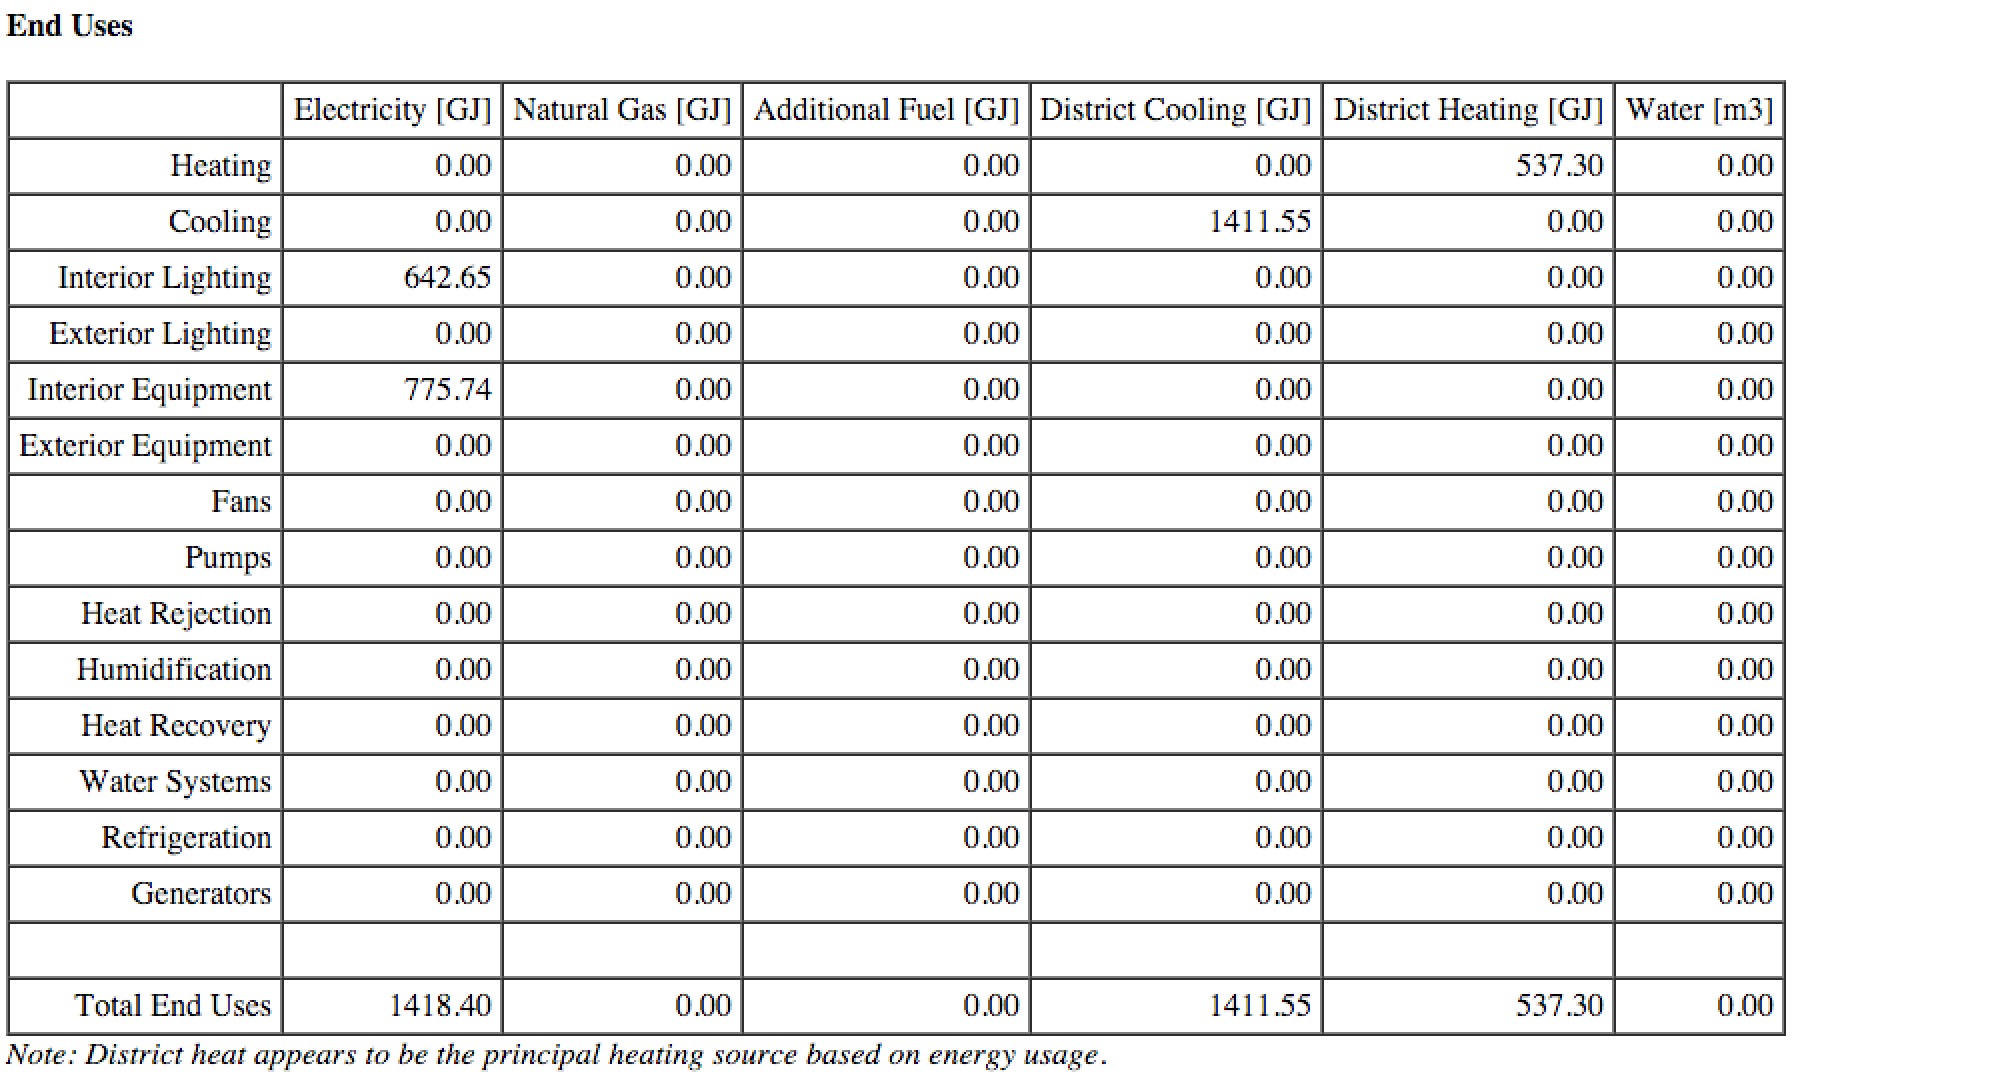 End Uses
Electricity [GJ] Natural Gas [GJ] Additional Fuel [GJ] District Cooling [GJ] District Heating [GJ] Water [m3]
Heating 0.00 0.00 0.00 0.00 537.30 0.00
Cooling 0.00 0.00 0.00 1411.55 0.00 0.00
Interior Lighting 642.65 0.00 0.00 0.00 0.00 0.00
Exterior Lighting 0.00 0.00 0.00 0.00 0.00 0.00
Interior Equipment 775.74 0.00 0.00 0.00 0.00 0.00
Exterior Equipment 0.00 0.00 0.00 0.00 0.00 0.00
Fans 0.00 0.00 0.00 0.00 0.00 0.00
Pumps 0.00 0.00 0.00 0.00 0.00 0.00
Heat Rejection 0.00 0.00 0.00 0.00 0.00 0.00
Humidification 0.00 0.00 0.00 0.00 0.00 0.00
Heat Recovery 0.00 0.00 0.00 0.00 0.00 0.00
Water Systems 0.00 0.00 0.00 0.00 0.00 0.00
Refrigeration 0.00 0.00 0.00 0.00 0.00 0.00
Generators 0.00 0.00 0.00 0.00 0.00 0.00
Total End Uses 1418.40 0.00 0.00 1411.55 537.30 0.00
Note: District heat appears to be the principal heating source based on energy usage.